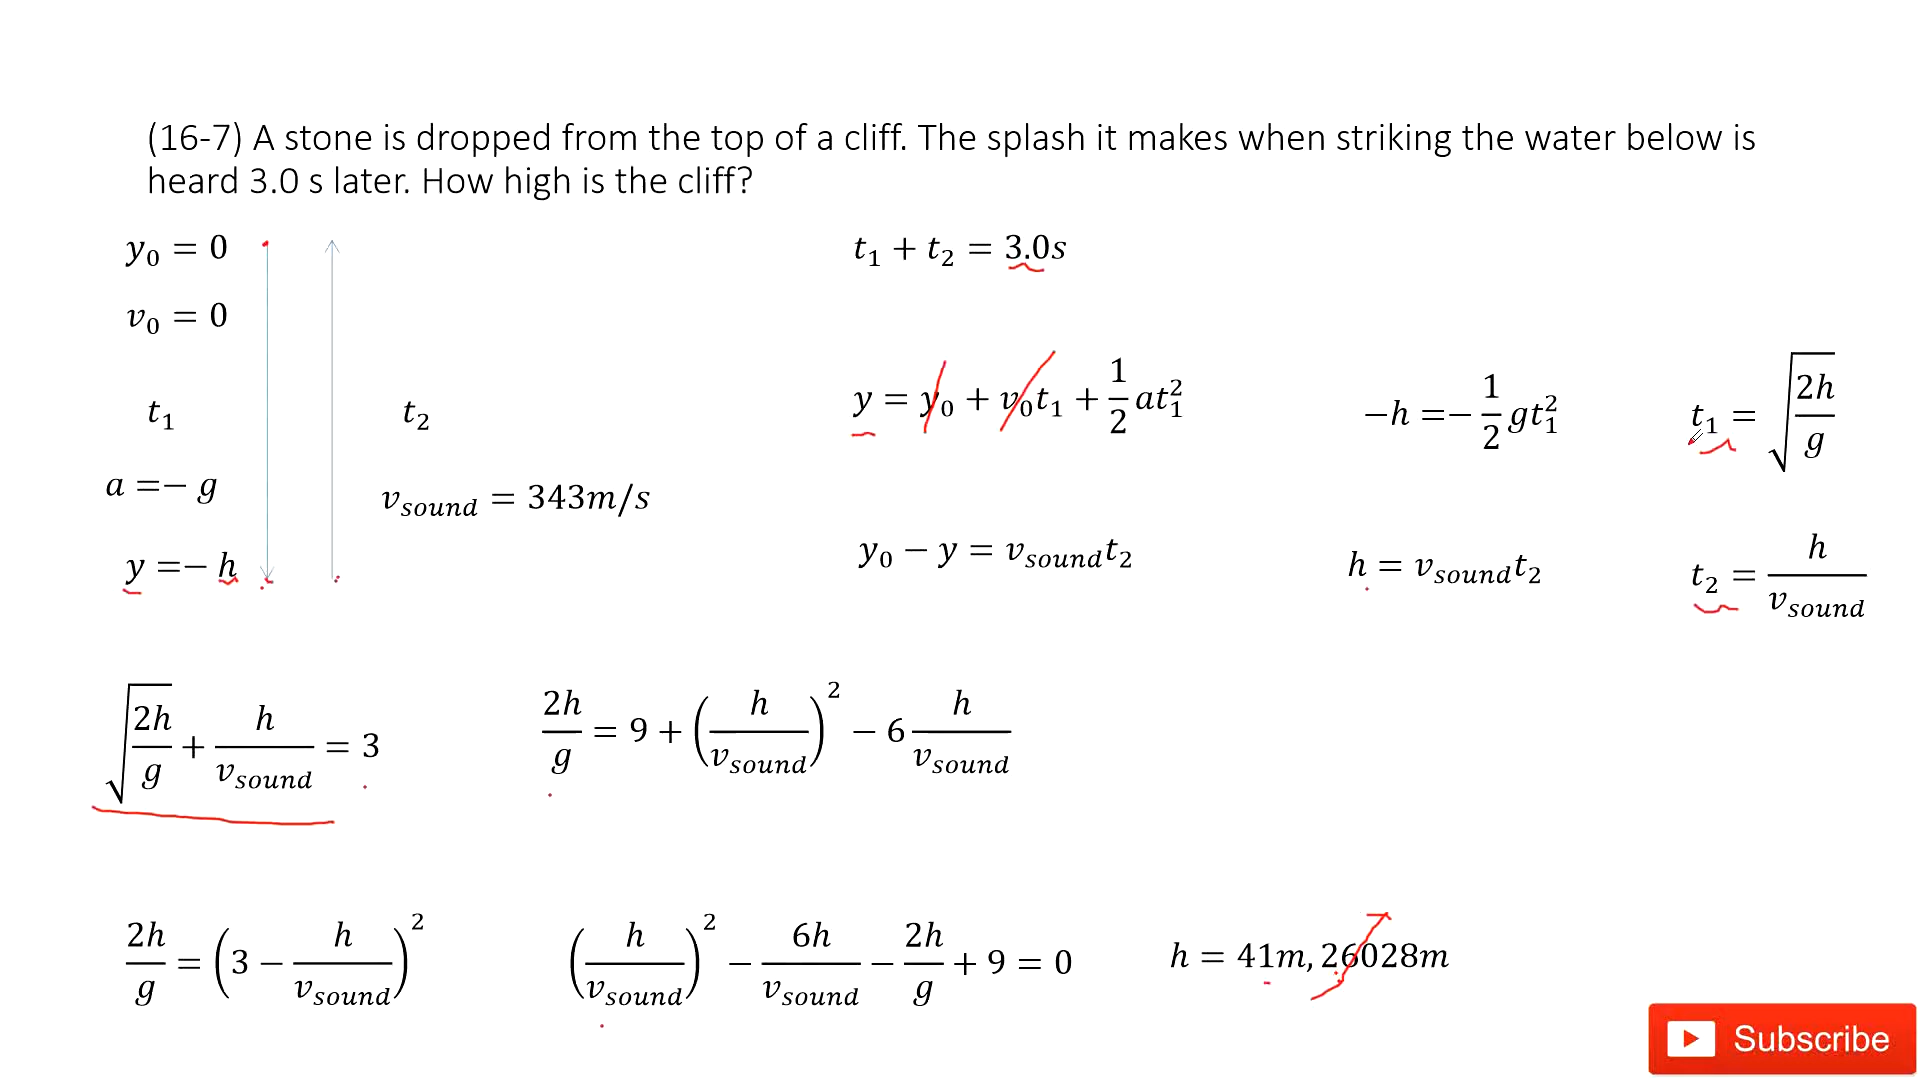 (16-7) A stone is dropped from the top of a cliff. The splash it makes when striking the water below is
heard 3.0 s later. How high is the cliff?
y₀ = 0
v₀ = 0
t₁
a =− g
y =− h
t₂
v_sound = 343m/s
t₁ + t₂ = 3.0s
y = y₀ + v₀t₁ + 1/2 at₁²
−h =− 1/2 gt₁²
t₁ = √(2h/g)
y₀ − y = v_sound t₂
h = v_sound t₂
t₂ = h/v_sound
√(2h/g) + h/v_sound = 3
2h/g = 9 + (h/v_sound)² − 6 h/v_sound
2h/g = (3 − h/v_sound)²
(h/v_sound)² − 6h/v_sound − 2h/g + 9 = 0
h = 41m, 26028m
Subscribe